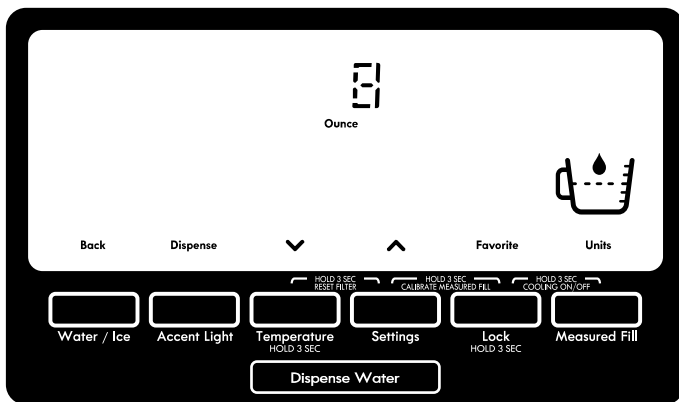 8
Ounce
Back Dispense Favorite Units
HOLD 3 SEC HOLD 3 SEC HOLD 3 SEC
RESET FILTER CALIBRATE MEASURED FILL COOLING ON/OFF
Water / Ice Accent Light Temperature Settings Lock Measured Fill
HOLD 3 SEC HOLD 3 SEC
Dispense Water